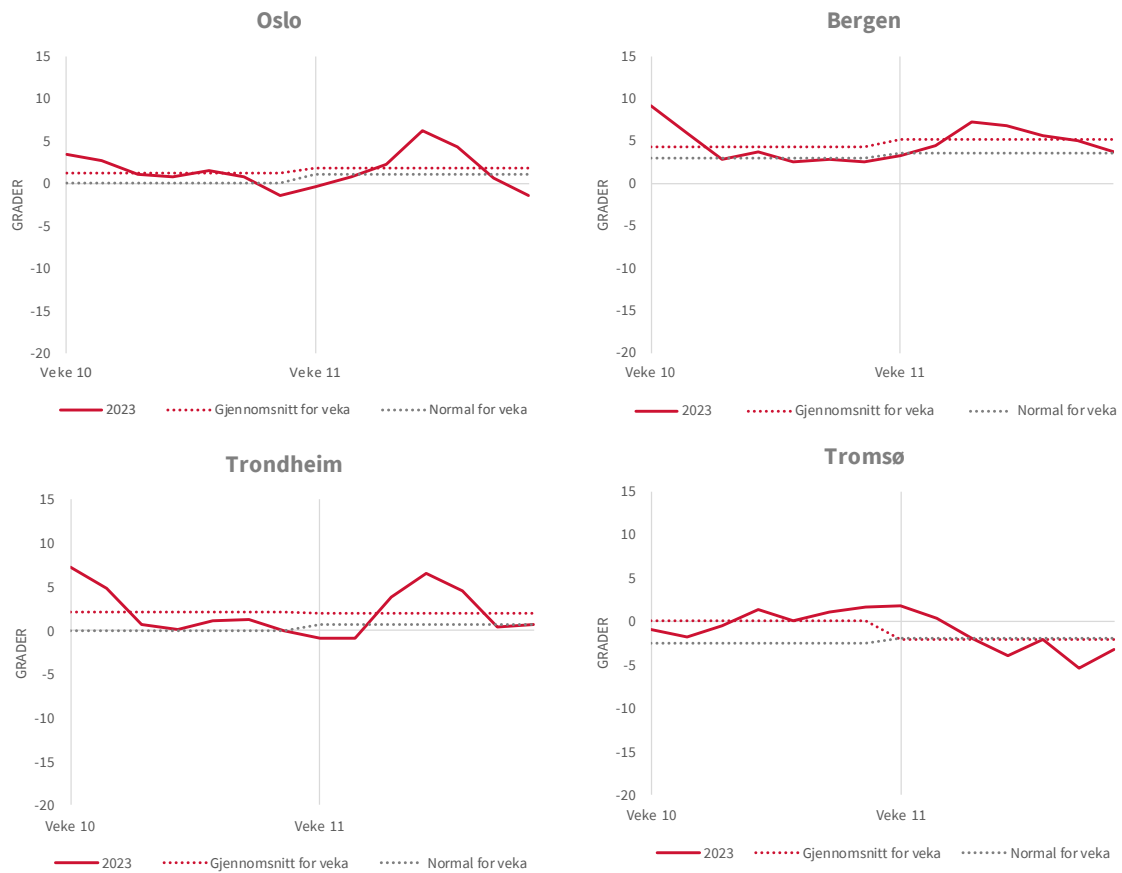 Oslo
15
10
5
0
-5
-10
-15
-20
GRADER
Veke 10
Veke 11
2023
Gjennomsnitt for veka
Normal for veka
Bergen
15
10
5
0
-5
-10
-15
-20
GRADER
Veke 10
Veke 11
2023
Gjennomsnitt for veka
Normal for veka
Trondheim
15
10
5
0
-5
-10
-15
-20
GRADER
Veke 10
Veke 11
2023
Gjennomsnitt for veka
Normal for veka
Tromsø
15
10
5
0
-5
-10
-15
-20
GRADER
Veke 10
Veke 11
2023
Gjennomsnitt for veka
Normal for veka